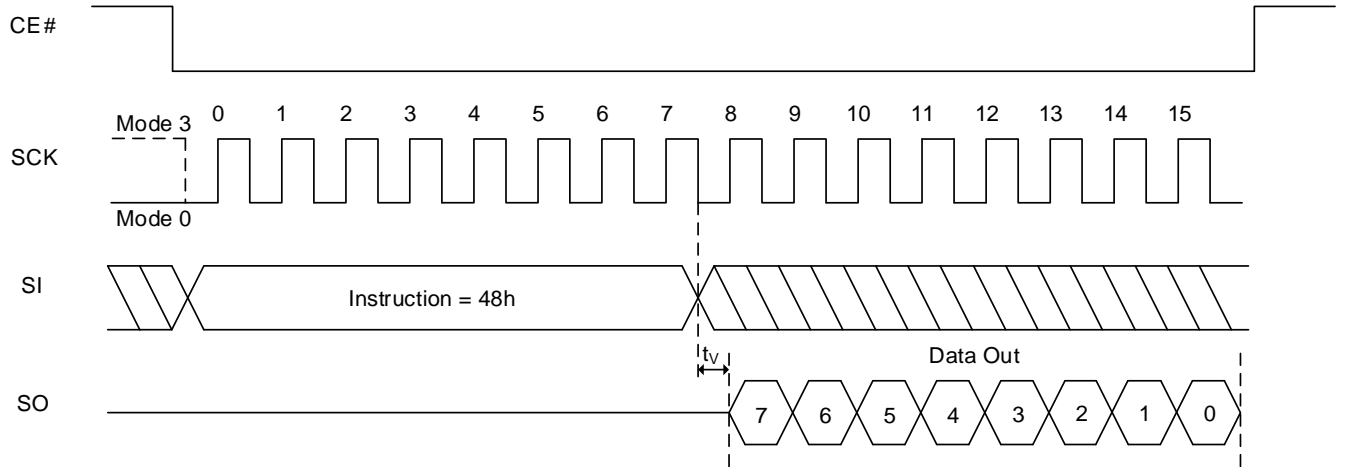 CE#
0 1 2 3 4 5 6 7 8 9 10 11 12 13 14 15
Mode 3
SCK
Mode 0
SI
Instruction = 48h
tV
Data Out
SO
7 6 5 4 3 2 1 0